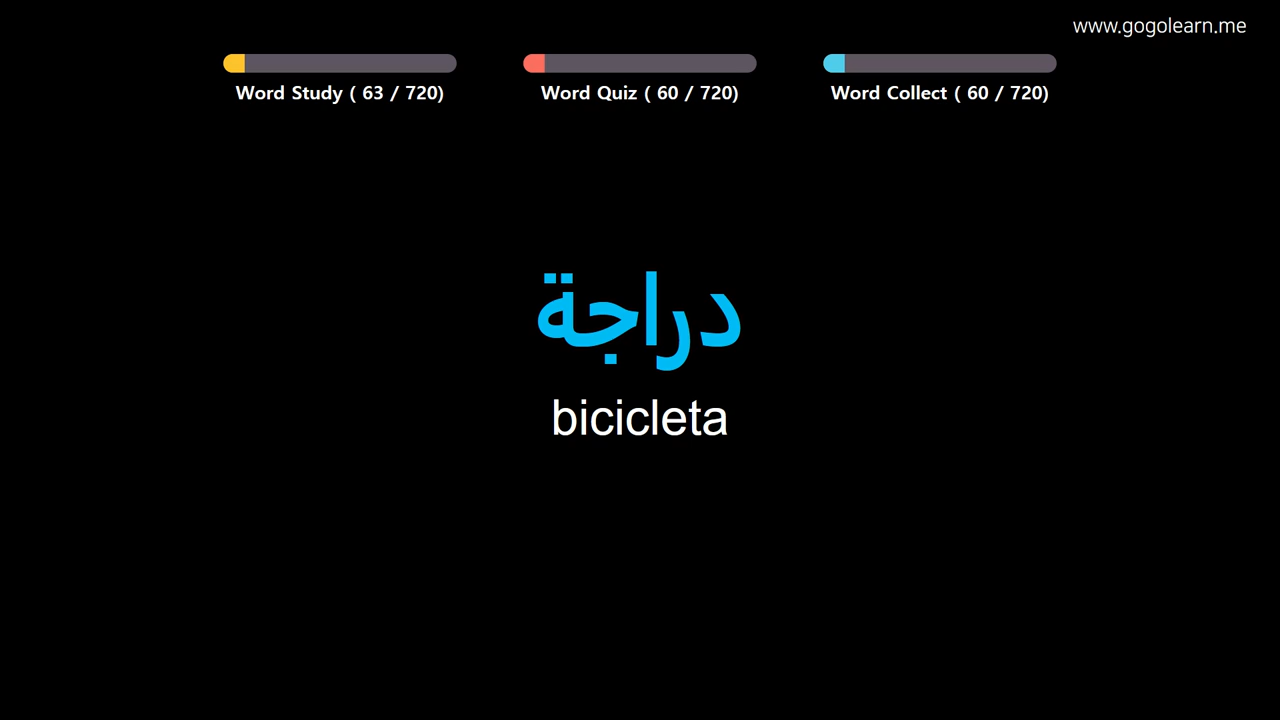 www.gogolearn.me
Word Study ( 63 / 720)
Word Quiz ( 60 / 720)
Word Collect ( 60 / 720)
دراجة
bicicleta